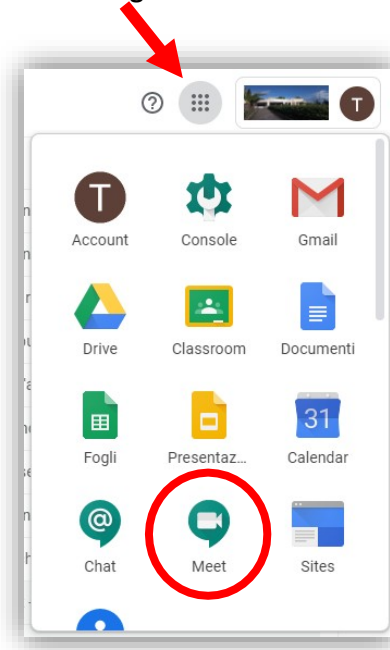 T
T
Account Console Gmail
Drive Classroom Documenti
Fogli Presentaz... 31 Calendar
@ Chat Meet Sites